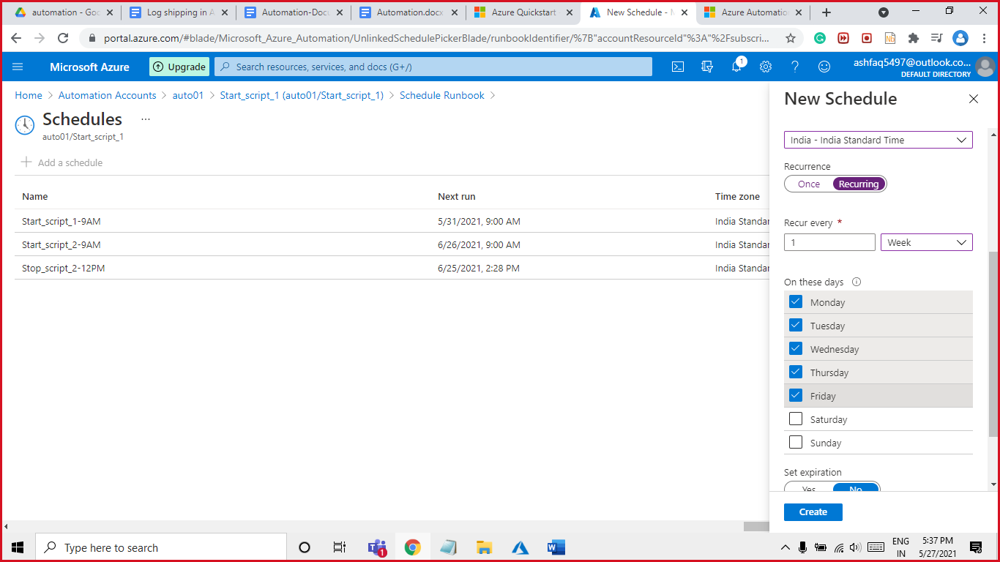 automation - Goo
Log shipping in A
Automation-Docu
Automation.docx
Azure Quickstart
New Schedule - M
Azure Automation
portal.azure.com/#blade/Microsoft_Azure_Automation/UnlinkedSchedulePickerBlade/runbookIdentifier/%7B"accountResourceId"%3A"%2Fsubscri...
Microsoft Azure
Upgrade
Search resources, services, and docs (G+/)
1
ashfaq5497@outlook.co...
DEFAULT DIRECTORY
Home > Automation Accounts > auto01 > Start_script_1 (auto01/Start_script_1) > Schedule Runbook >
Schedules ...
auto01/Start_script_1
Add a schedule
Name Next run Time zone
Start_script_1-9AM 5/31/2021, 9:00 AM India Standar
Start_script_2-9AM 6/26/2021, 9:00 AM India Standar
Stop_script_2-12PM 6/25/2021, 2:28 PM India Standar
New Schedule
India - India Standard Time
Recurrence
Once Recurring
Recur every *
1 Week
On these days
Monday
Tuesday
Wednesday
Thursday
Friday
Saturday
Sunday
Set expiration
Yes No
Create
Type here to search
1
ENG
IN
5:37 PM
5/27/2021